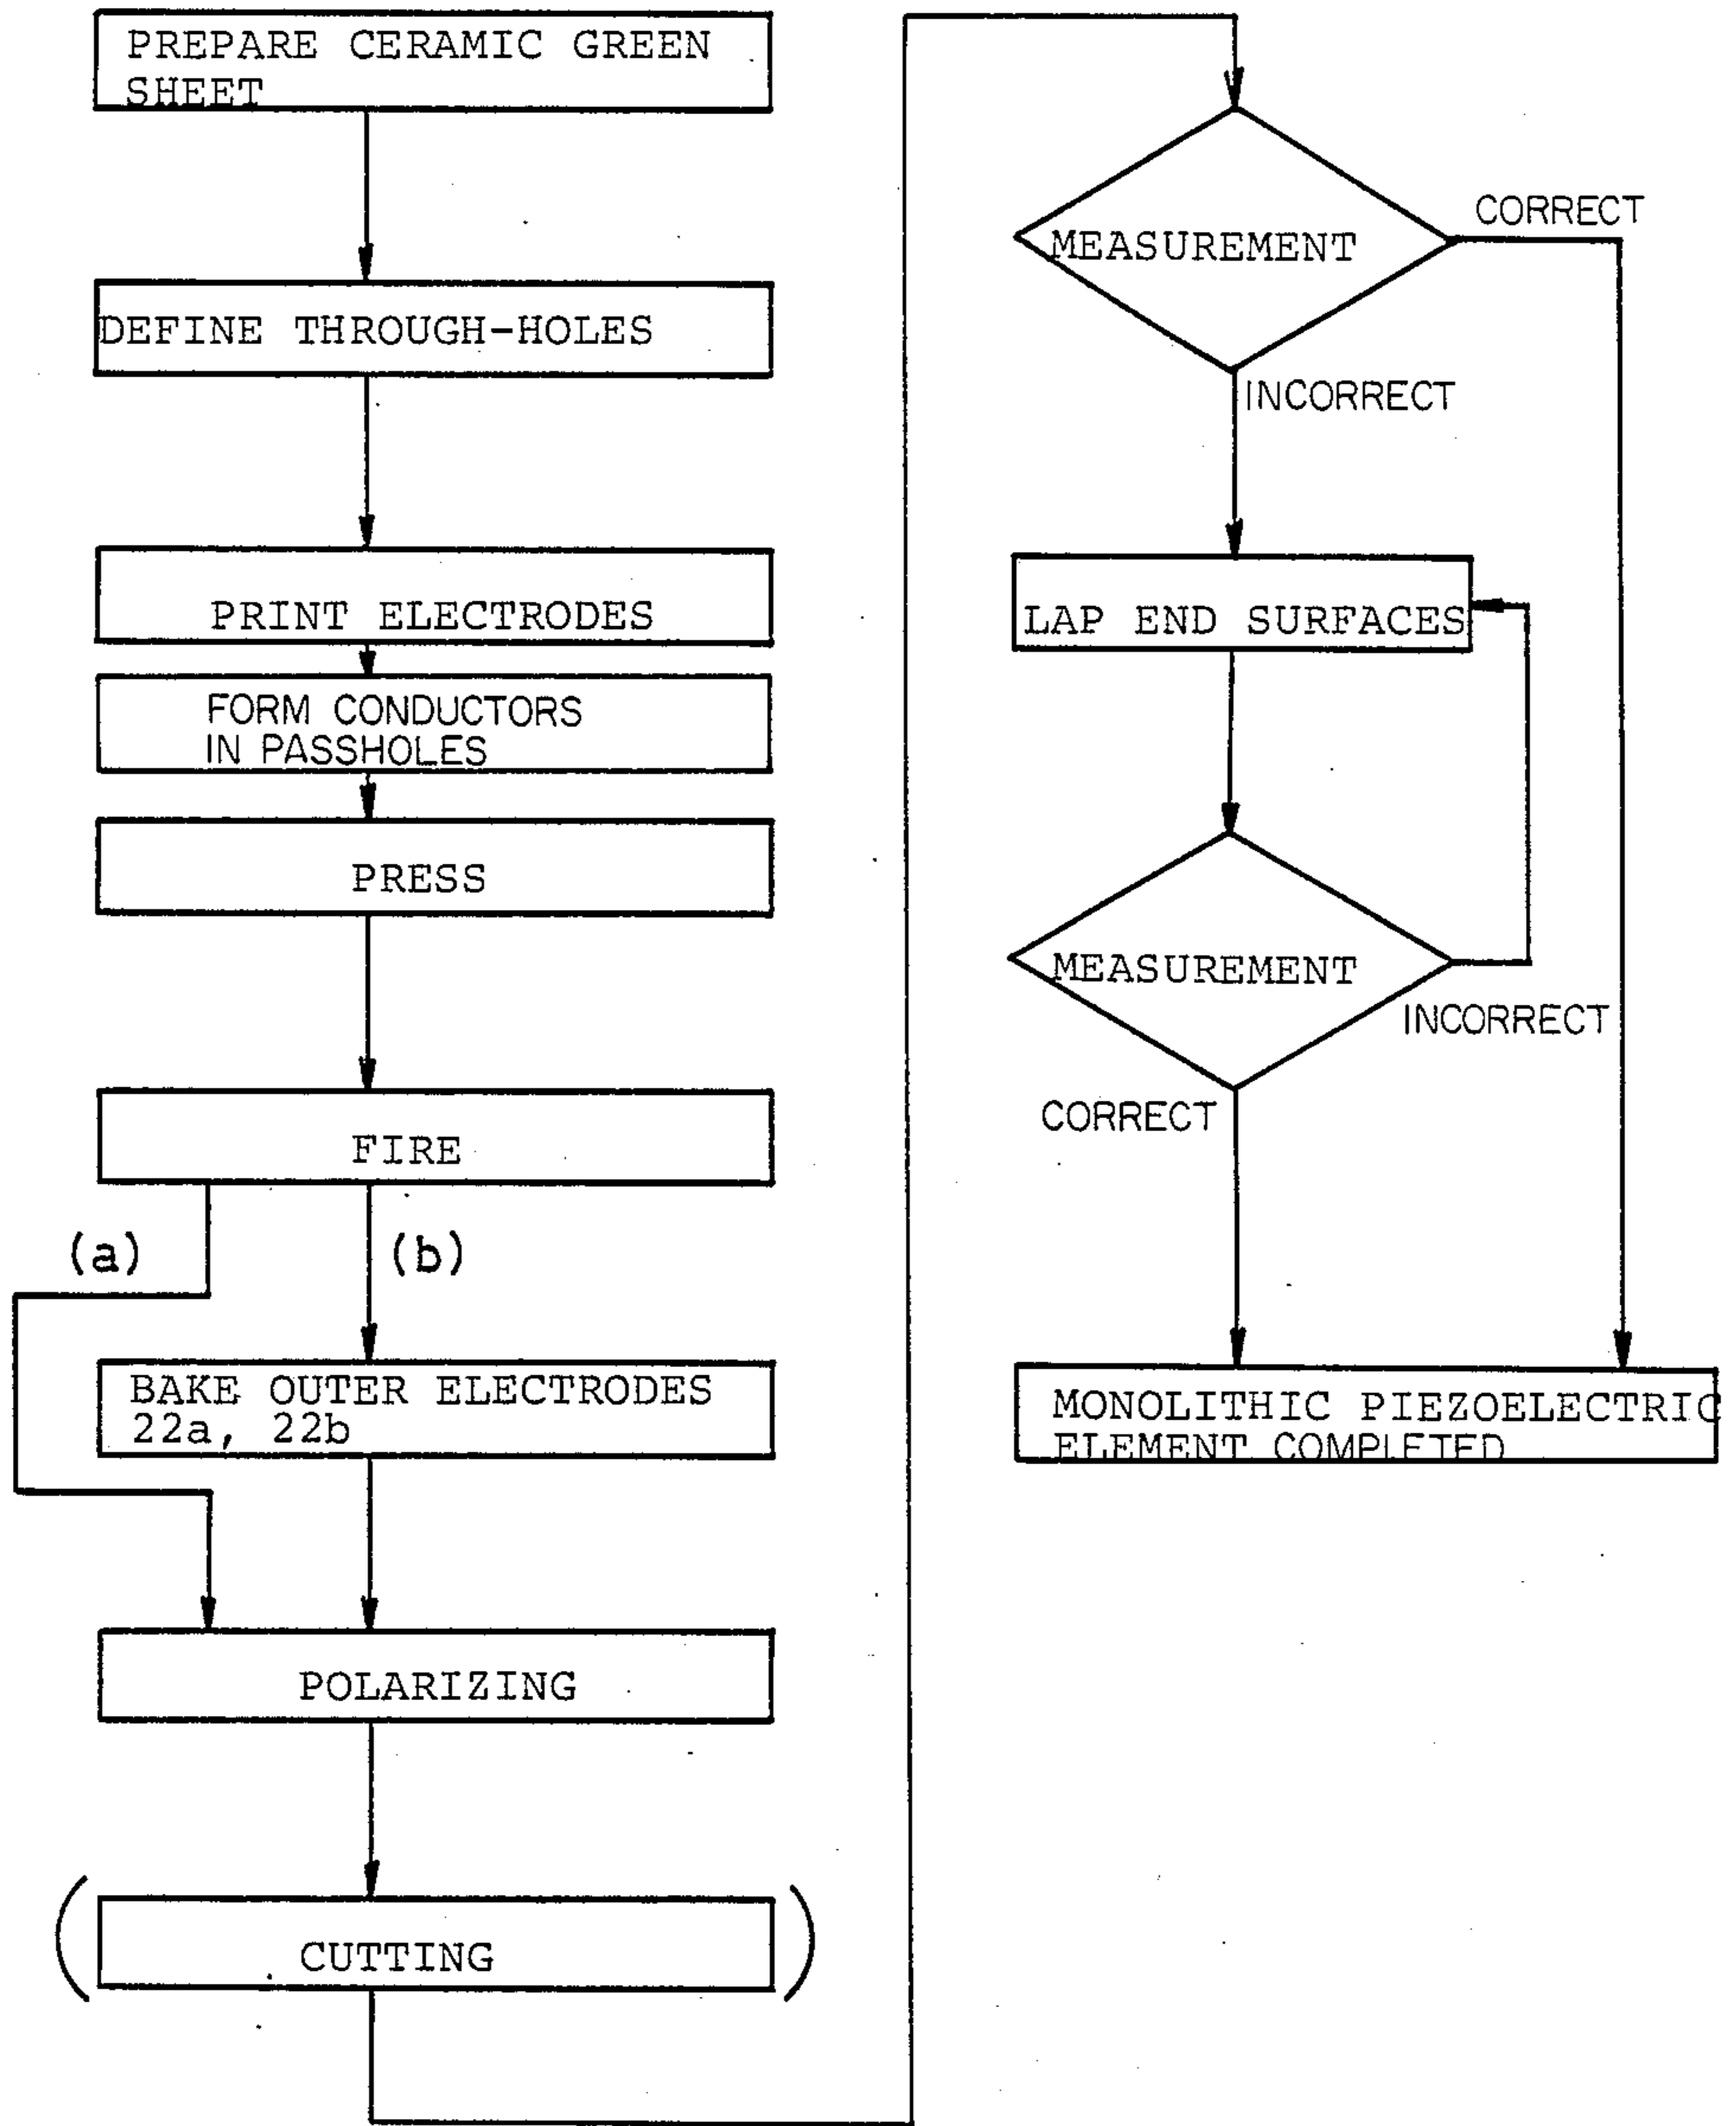 PREPARE CERAMIC GREEN
SHEET
DEFINE THROUGH-HOLES
PRINT ELECTRODES
FORM CONDUCTORS
IN PASSHOLES
PRESS
FIRE
(a)
(b)
BAKE OUTER ELECTRODES
22a, 22b
POLARIZING
CUTTING
MEASUREMENT
CORRECT
INCORRECT
LAP END SURFACES
MEASUREMENT
INCORRECT
CORRECT
MONOLITHIC PIEZOELECTRIC
ELEMENT COMPLETED